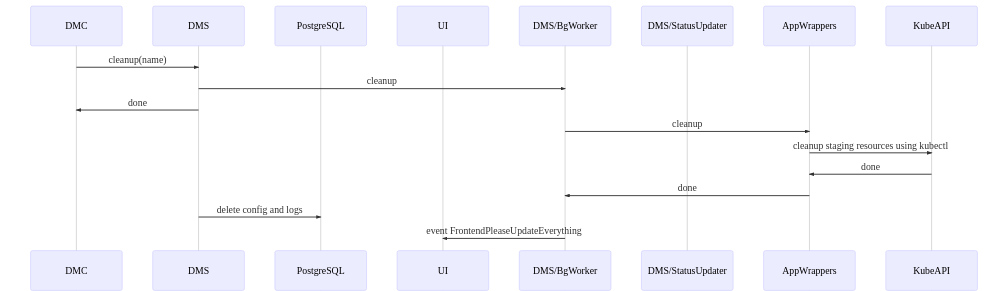 DMC DMS PostgreSQL UI DMS/BgWorker DMS/StatusUpdater AppWrappers KubeAPI
cleanup(name)
cleanup
done
cleanup
cleanup staging resources using kubectl
done
done
delete config and logs
event FrontendPleaseUpdateEverything
DMC DMS PostgreSQL UI DMS/BgWorker DMS/StatusUpdater AppWrappers KubeAPI